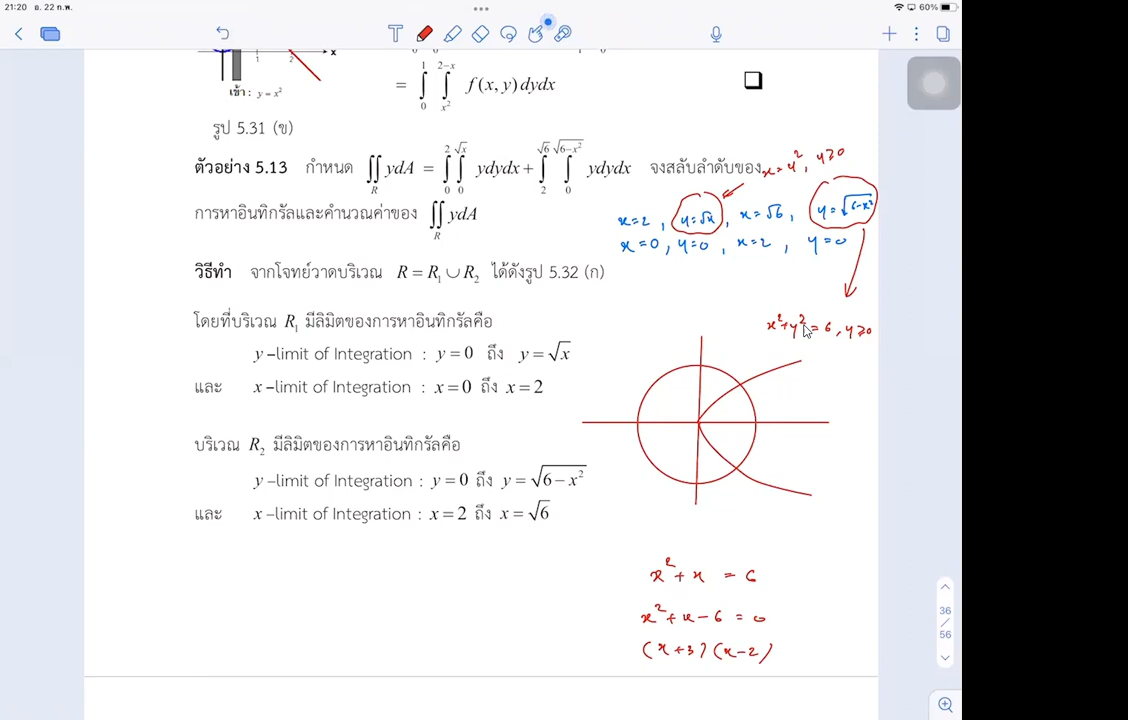 21:20 อ. 22 ก.พ.
60%
T
1 2 x
เข้า : y = x²
= ∫₀¹ ∫_{x²}^{2−x} f(x, y) dydx ❑
รูป 5.31 (ข)
ตัวอย่าง 5.13 กำหนด ∬_R ydA = ∫₀² ∫₀^{√x} ydydx + ∫₂^{√6} ∫₀^{√(6−x²)} ydydx จงสลับลำดับของ
x = y², y≥0
การหาอินทิกรัลและคำนวณค่าของ ∬_R ydA
x=2, y=√x, x=√6, y=√(6−x²)
x=0, y=0, x=2, y=0
วิธีทำ จากโจทย์วาดบริเวณ R = R₁ ∪ R₂ ได้ดังรูป 5.32 (ก)
โดยที่บริเวณ R₁ มีลิมิตของการหาอินทิกรัลคือ
x²+y² = 6, y≥0
y –limit of Integration : y = 0 ถึง y = √x
และ x –limit of Integration : x = 0 ถึง x = 2
บริเวณ R₂ มีลิมิตของการหาอินทิกรัลคือ
y –limit of Integration : y = 0 ถึง y = √(6 − x²)
และ x –limit of Integration : x = 2 ถึง x = √6
x² + x = 6
x² + x − 6 = 0
(x+3)(x−2)
36
/
56